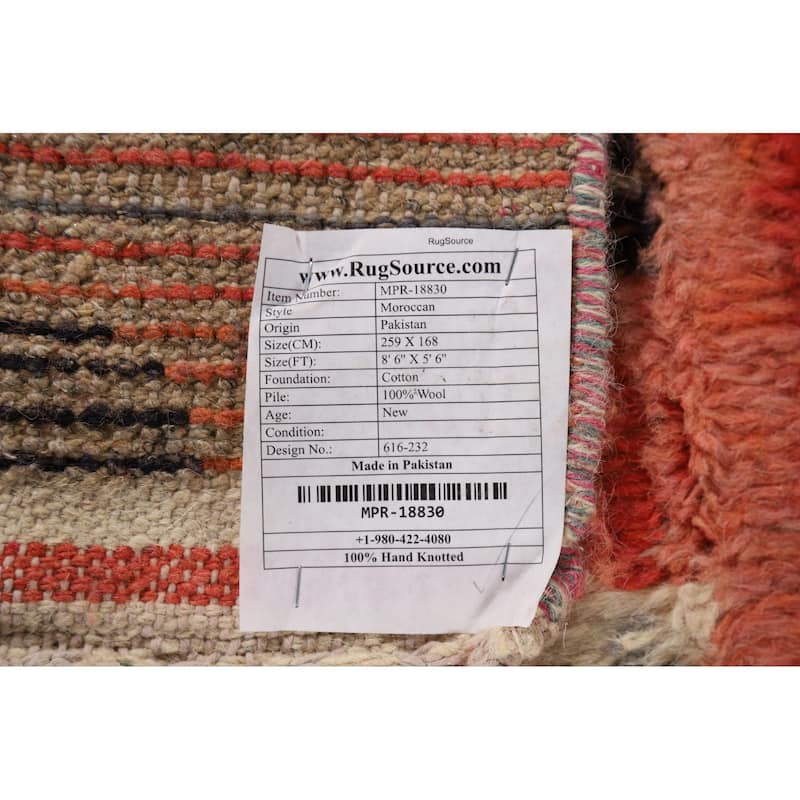 RugSource
www.RugSource.com
Item Number: MPR-18830
Style Moroccan
Origin Pakistan
Size(CM): 259 X 168
Size(FT): 8' 6" X 5' 6"
Foundation: Cotton
Pile: 100% Wool
Age: New
Condition:
Design No.: 616-232
Made in Pakistan
MPR-18830
+1-980-422-4080
100% Hand Knotted